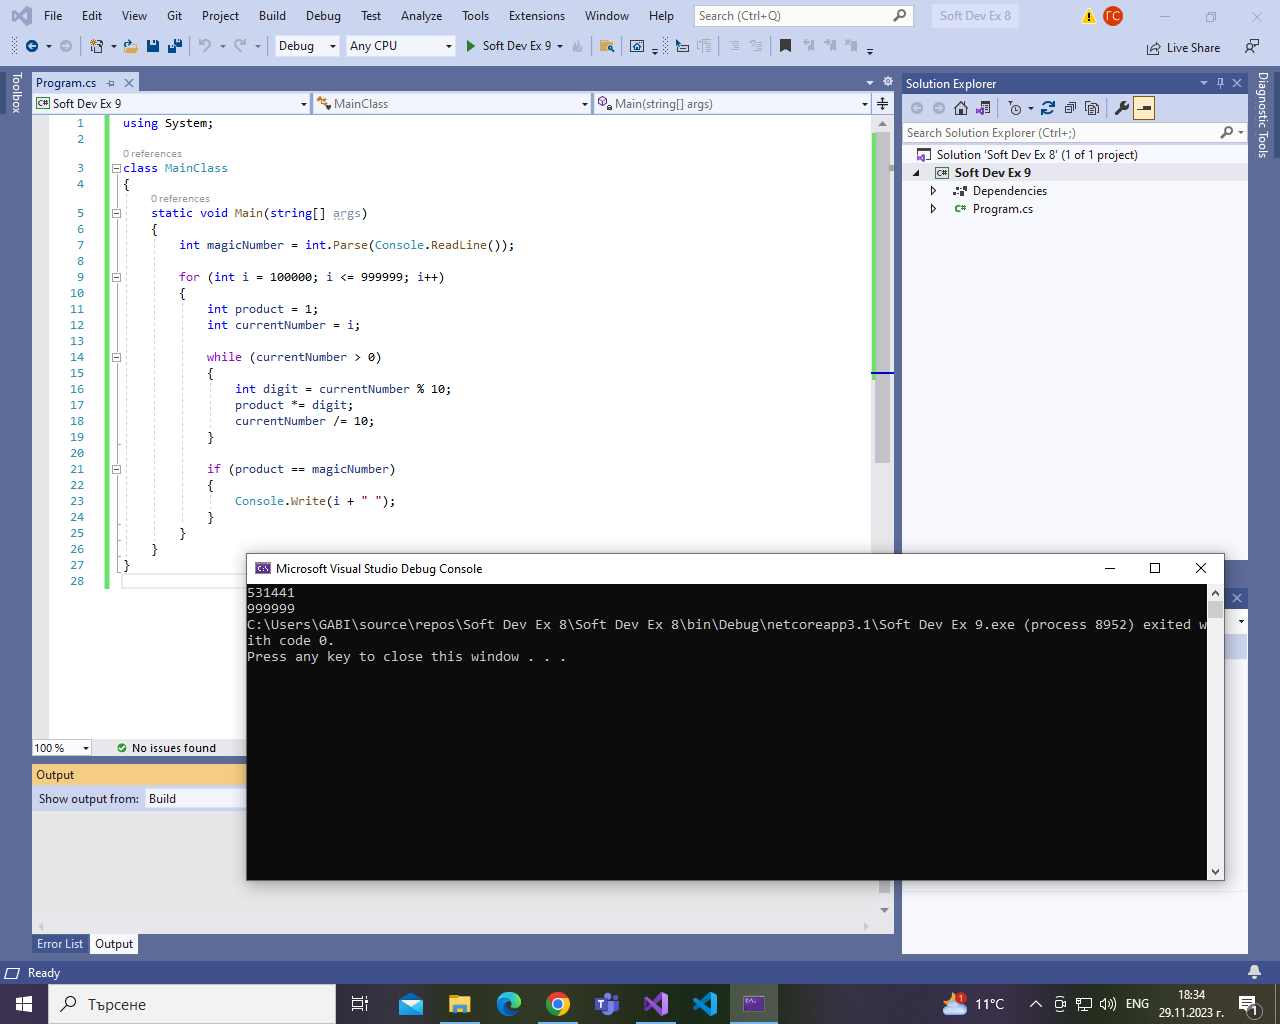 File Edit View Git Project Build Debug Test Analyze Tools Extensions Window Help Search (Ctrl+Q) Soft Dev Ex 8 ГС
Debug Any CPU Soft Dev Ex 9 Live Share
Toolbox
Program.cs
Soft Dev Ex 9 MainClass Main(string[] args)
1 using System;
2
0 references
3 class MainClass
4 {
0 references
5 static void Main(string[] args)
6 {
7 int magicNumber = int.Parse(Console.ReadLine());
8
9 for (int i = 100000; i <= 999999; i++)
10 {
11 int product = 1;
12 int currentNumber = i;
13
14 while (currentNumber > 0)
15 {
16 int digit = currentNumber % 10;
17 product *= digit;
18 currentNumber /= 10;
19 }
20
21 if (product == magicNumber)
22 {
23 Console.Write(i + " ");
24 }
25 }
26 }
27 }
28
100 % No issues found
Output
Show output from: Build
Error List Output
Solution Explorer
Search Solution Explorer (Ctrl+;)
Solution 'Soft Dev Ex 8' (1 of 1 project)
Soft Dev Ex 9
Dependencies
C# Program.cs
Diagnostic Tools
Microsoft Visual Studio Debug Console
531441
999999
C:\Users\GABI\source\repos\Soft Dev Ex 8\Soft Dev Ex 8\bin\Debug\netcoreapp3.1\Soft Dev Ex 9.exe (process 8952) exited w
ith code 0.
Press any key to close this window . . .
Ready
Търсене 1 11°C ENG 18:34
29.11.2023 г. 1